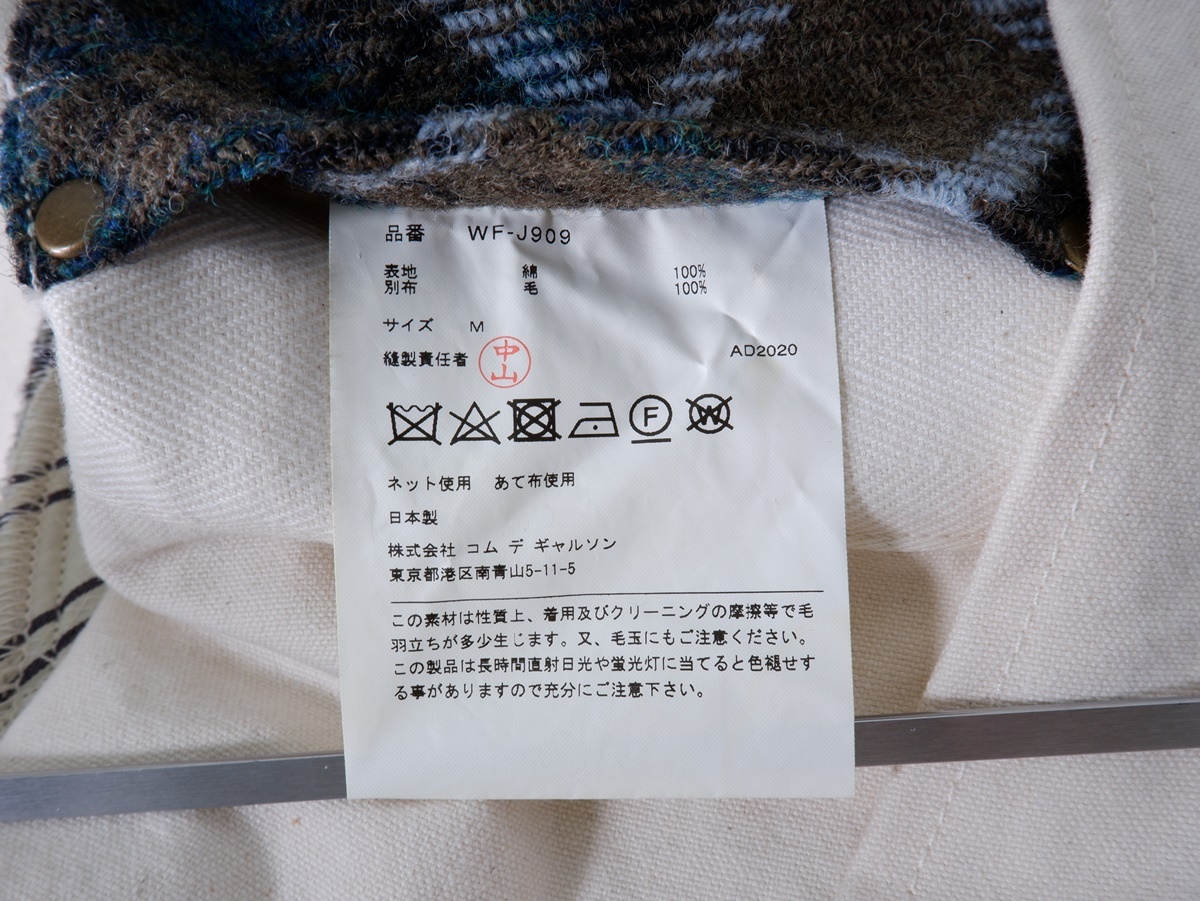 品番 WF-J909
表地 綿 100%
別布 毛 100%
サイズ M
縫製責任者 中山 AD2020
F W
ネット使用 あて布使用
日本製
株式会社 コム デ ギャルソン
東京都港区南青山5-11-5
この素材は性質上、着用及びクリーニングの摩擦等で毛
羽立ちが多少生じます。又、毛玉にもご注意ください。
この製品は長時間直射日光や蛍光灯に当てると色褪せす
る事がありますので充分にご注意下さい。